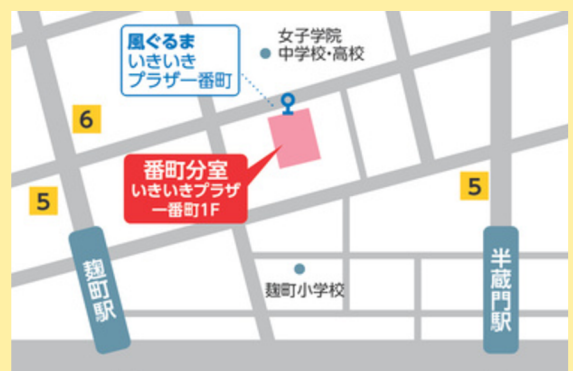 風ぐるま
いきいき
プラザ一番町
女子学院
中学校・高校
6
番町分室
いきいきプラザ
一番町1F
5
5
麹町駅
麹町小学校
半蔵門駅